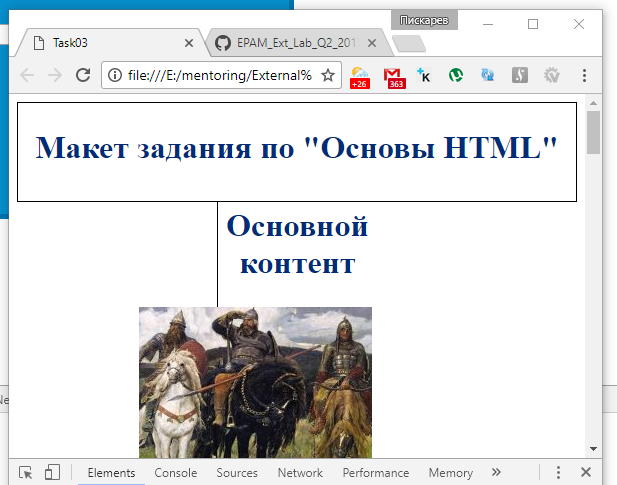 Пискарев
Task03
EPAM_Ext_Lab_Q2_201
file:///E:/mentoring/External%
+26
363
K
Макет задания по "Основы HTML"
Основной
контент
Elements Console Sources Network Performance Memory »